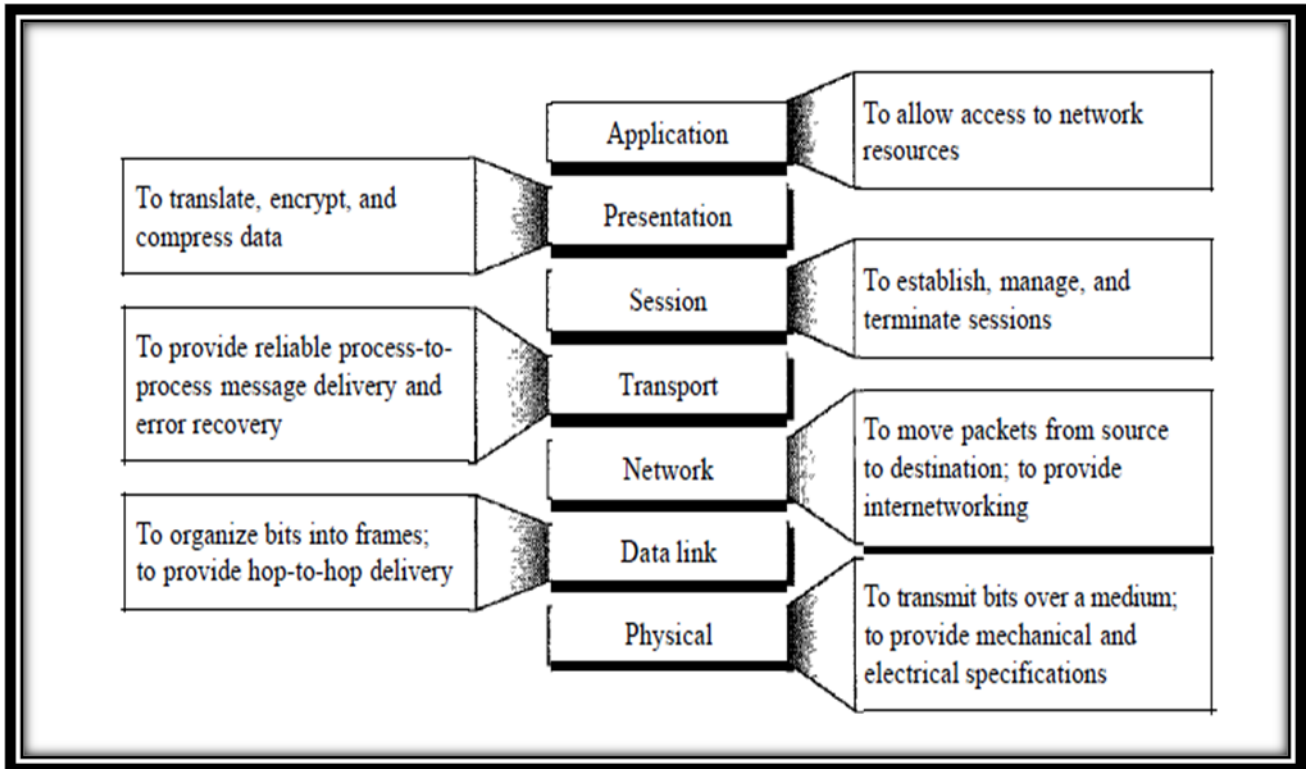 Application
To allow access to network
resources
To translate, encrypt, and
compress data
Presentation
Session
To establish, manage, and
terminate sessions
To provide reliable process-to-
process message delivery and
error recovery
Transport
Network
To move packets from source
to destination; to provide
internetworking
To organize bits into frames;
to provide hop-to-hop delivery
Data link
Physical
To transmit bits over a medium;
to provide mechanical and
electrical specifications